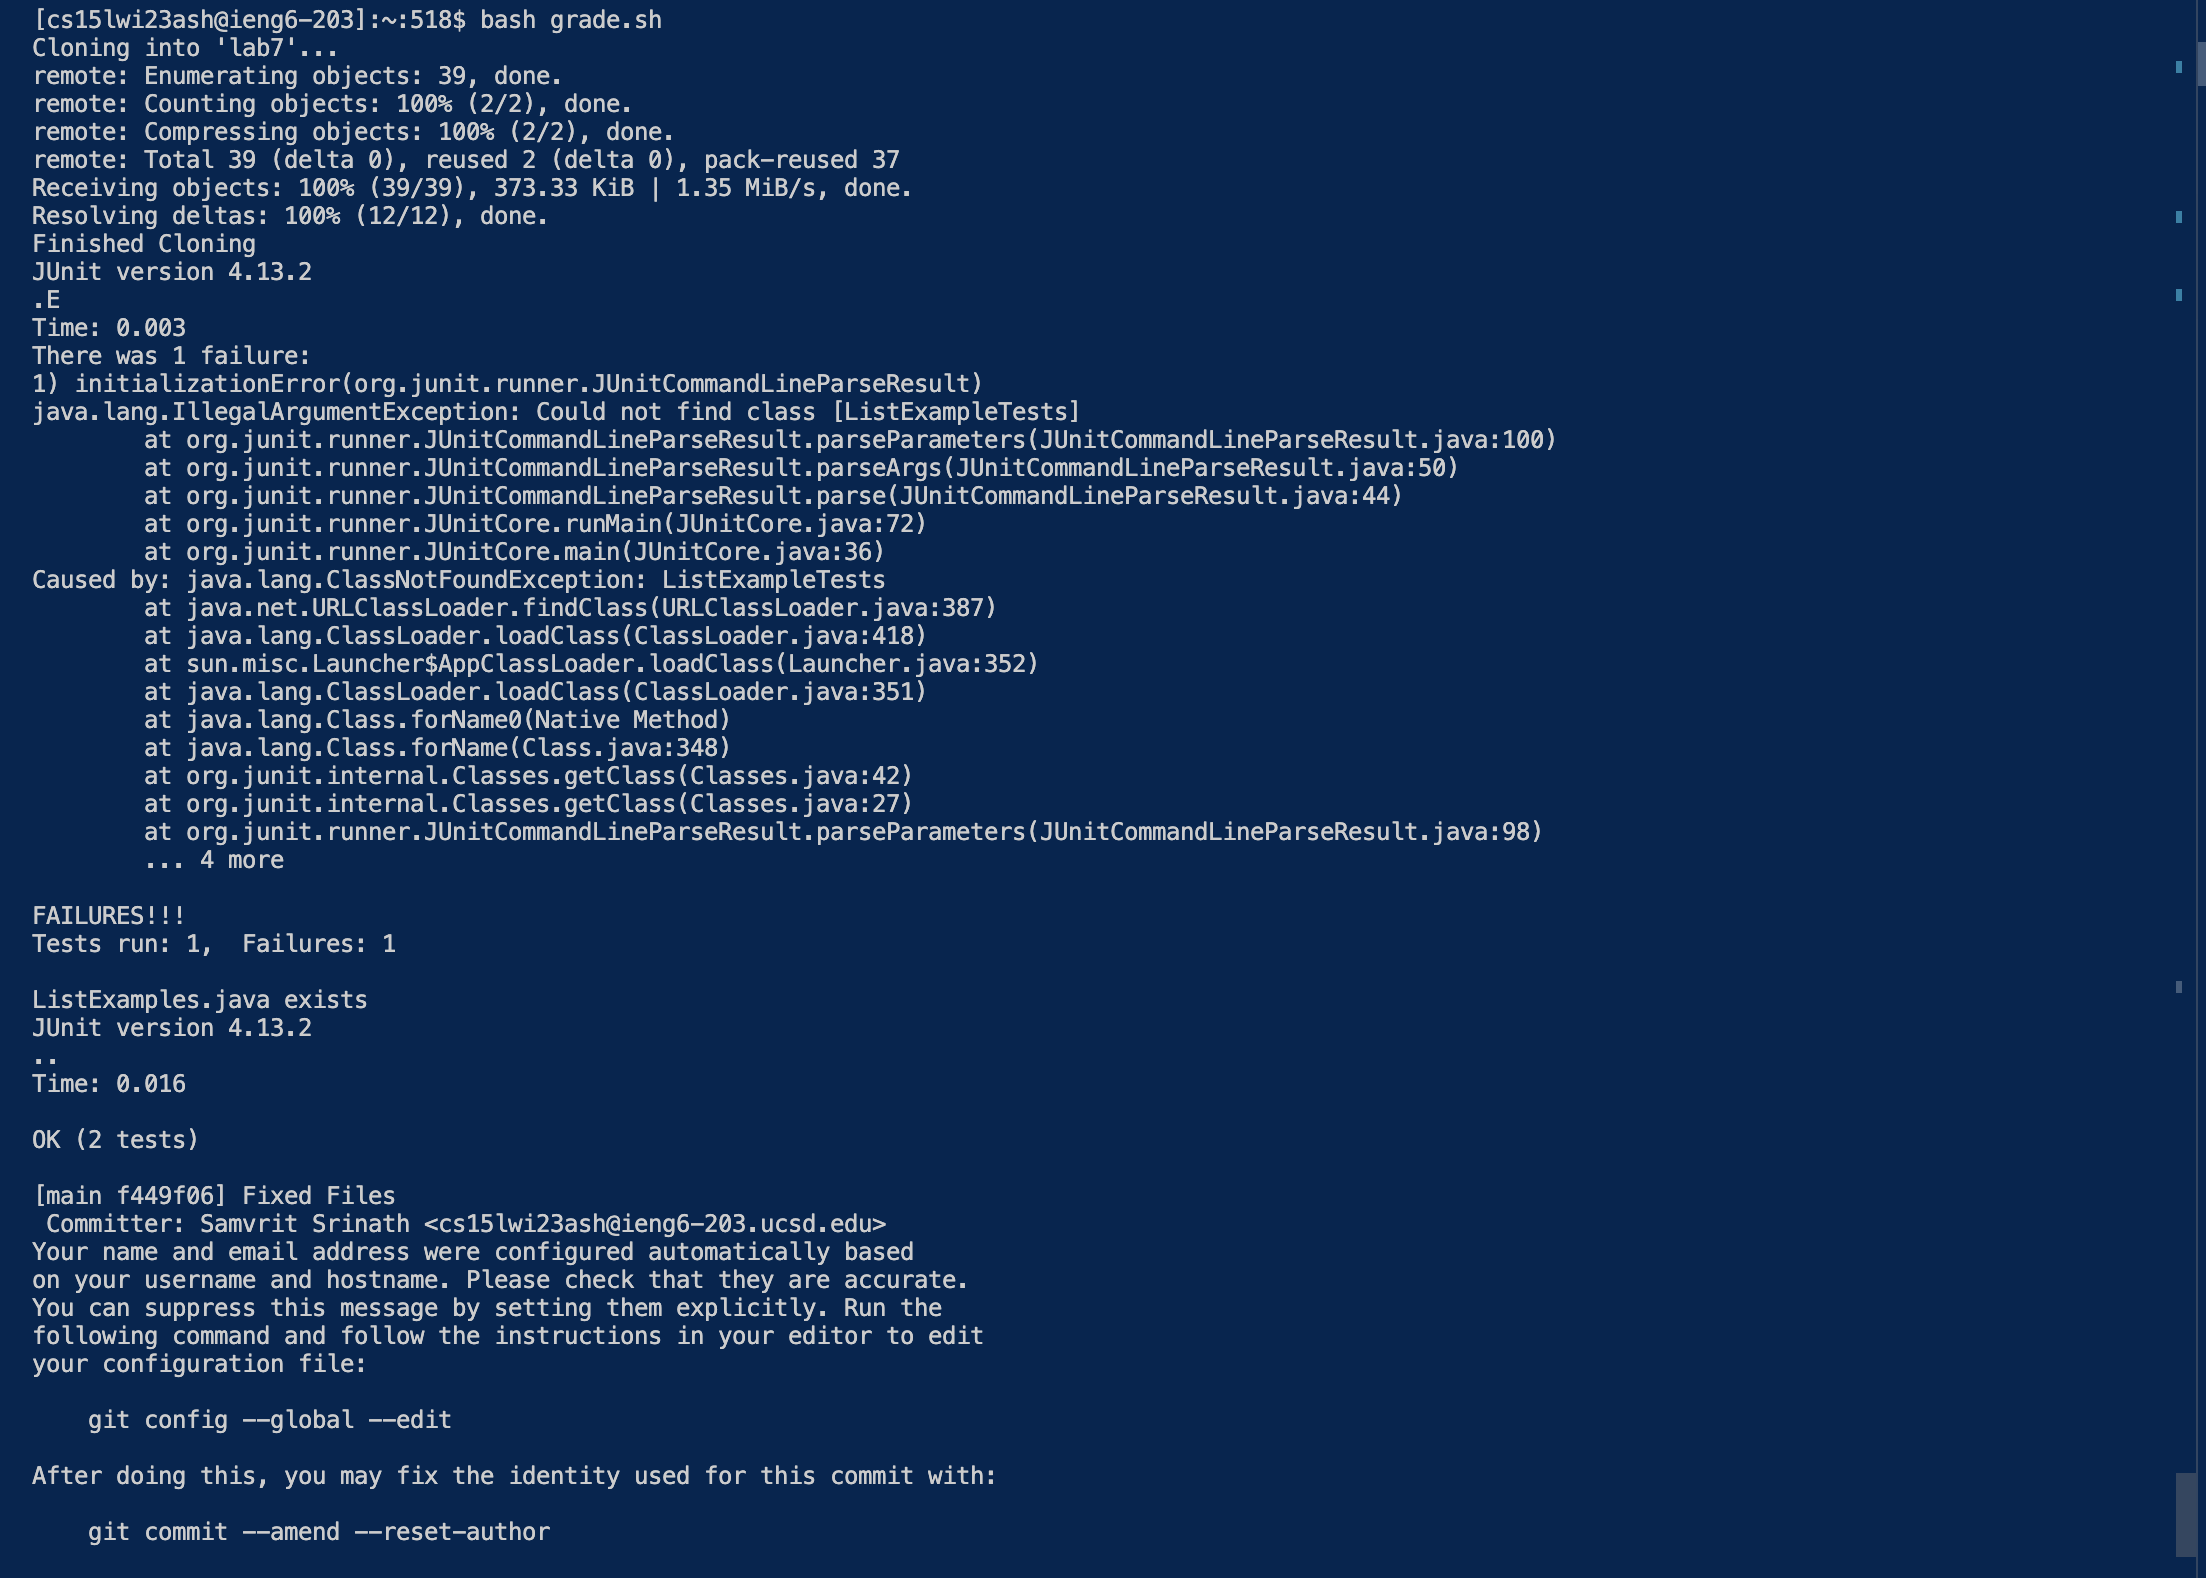 [cs15lwi23ash@ieng6-203]:~:518$ bash grade.sh
Cloning into 'lab7'...
remote: Enumerating objects: 39, done.
remote: Counting objects: 100% (2/2), done.
remote: Compressing objects: 100% (2/2), done.
remote: Total 39 (delta 0), reused 2 (delta 0), pack-reused 37
Receiving objects: 100% (39/39), 373.33 KiB | 1.35 MiB/s, done.
Resolving deltas: 100% (12/12), done.
Finished Cloning
JUnit version 4.13.2
.E
Time: 0.003
There was 1 failure:
1) initializationError(org.junit.runner.JUnitCommandLineParseResult)
java.lang.IllegalArgumentException: Could not find class [ListExampleTests]
        at org.junit.runner.JUnitCommandLineParseResult.parseParameters(JUnitCommandLineParseResult.java:100)
        at org.junit.runner.JUnitCommandLineParseResult.parseArgs(JUnitCommandLineParseResult.java:50)
        at org.junit.runner.JUnitCommandLineParseResult.parse(JUnitCommandLineParseResult.java:44)
        at org.junit.runner.JUnitCore.runMain(JUnitCore.java:72)
        at org.junit.runner.JUnitCore.main(JUnitCore.java:36)
Caused by: java.lang.ClassNotFoundException: ListExampleTests
        at java.net.URLClassLoader.findClass(URLClassLoader.java:387)
        at java.lang.ClassLoader.loadClass(ClassLoader.java:418)
        at sun.misc.Launcher$AppClassLoader.loadClass(Launcher.java:352)
        at java.lang.ClassLoader.loadClass(ClassLoader.java:351)
        at java.lang.Class.forName0(Native Method)
        at java.lang.Class.forName(Class.java:348)
        at org.junit.internal.Classes.getClass(Classes.java:42)
        at org.junit.internal.Classes.getClass(Classes.java:27)
        at org.junit.runner.JUnitCommandLineParseResult.parseParameters(JUnitCommandLineParseResult.java:98)
        ... 4 more

FAILURES!!!
Tests run: 1,  Failures: 1

ListExamples.java exists
JUnit version 4.13.2
..
Time: 0.016

OK (2 tests)

[main f449f06] Fixed Files
 Committer: Samvrit Srinath <cs15lwi23ash@ieng6-203.ucsd.edu>
Your name and email address were configured automatically based
on your username and hostname. Please check that they are accurate.
You can suppress this message by setting them explicitly. Run the
following command and follow the instructions in your editor to edit
your configuration file:

    git config --global --edit

After doing this, you may fix the identity used for this commit with:

    git commit --amend --reset-author